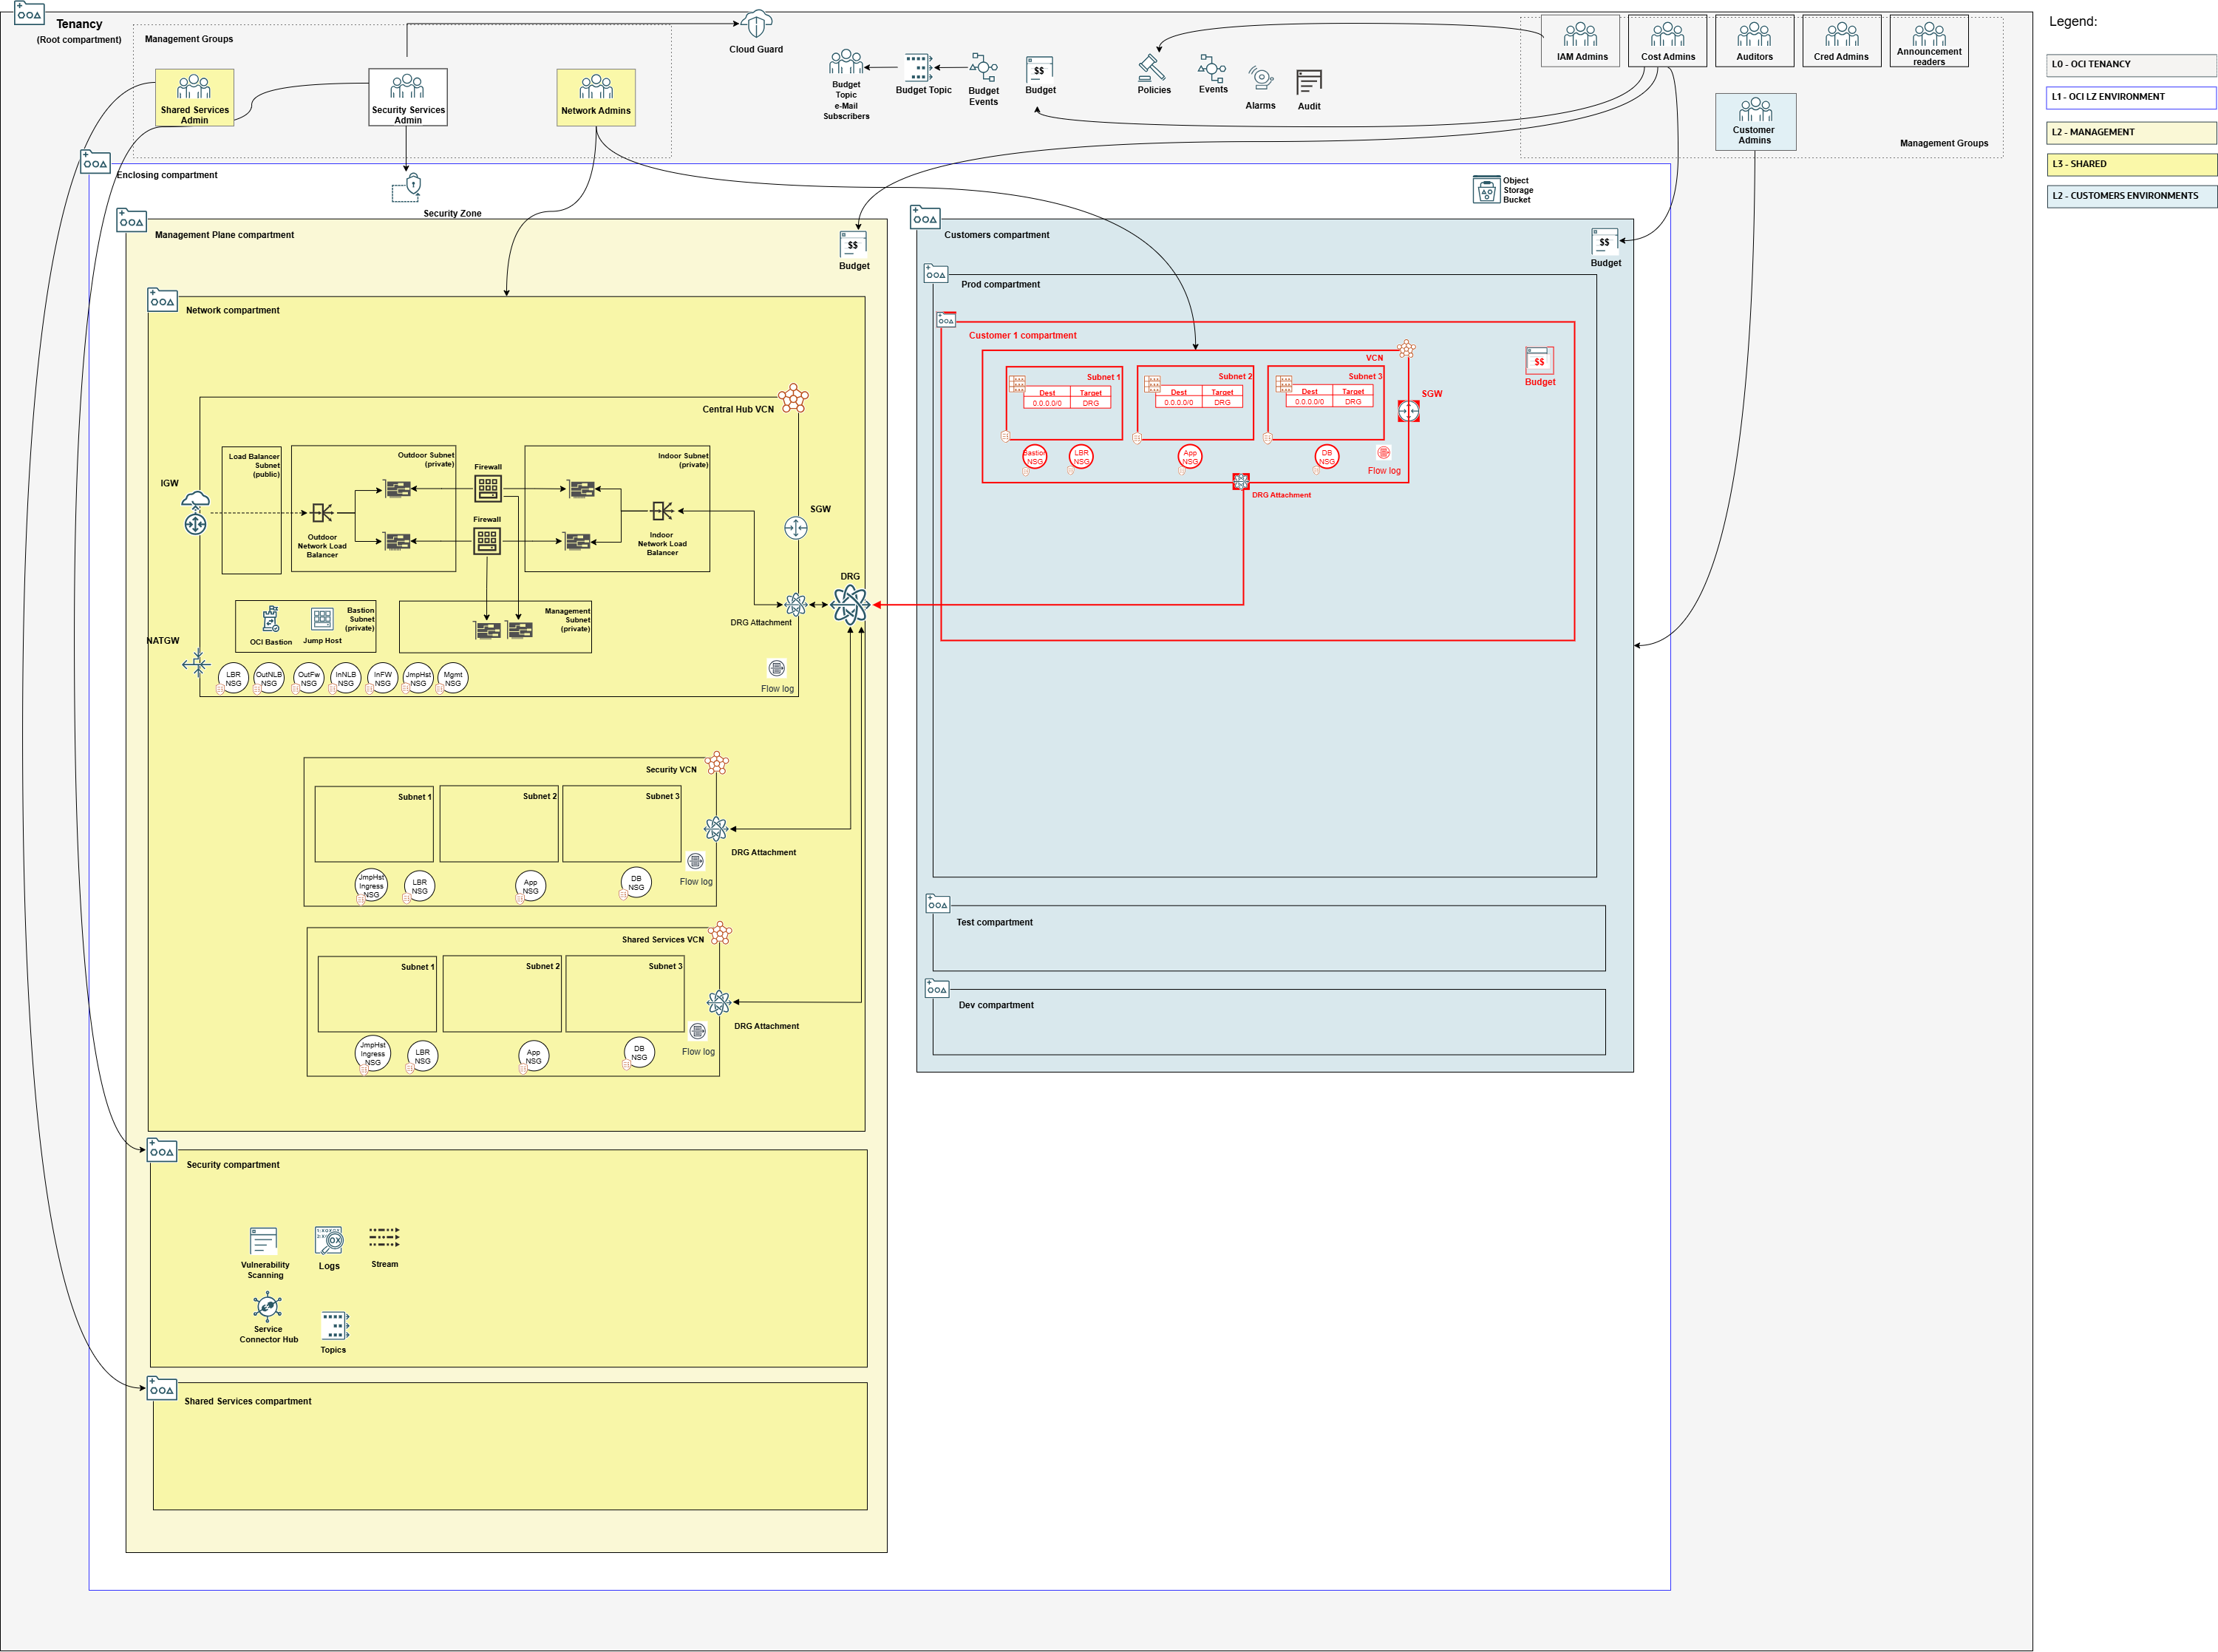 Tenancy
(Root compartment)
Management Groups
Shared Services
Admin
Security Services
Admin
Network Admins
Cloud Guard
Budget
Topic
e-Mail
Subscribers
Budget Topic
Budget
Events
$$
Budget
Policies
Events
Alarms
Audit
IAM Admins
Cost Admins
Auditors
Cred Admins
Announcement
readers
Customer
Admins
Management Groups
Legend:
L0 - OCI TENANCY
L1 - OCI LZ ENVIRONMENT
L2 - MANAGEMENT
L3 - SHARED
L2 - CUSTOMERS ENVIRONMENTS
Enclosing compartment
Security Zone
Object
Storage
Bucket
Management Plane compartment
$$
Budget
Network compartment
Central Hub VCN
IGW
Load Balancer
Subnet
(public)
Outdoor Subnet
(private)
Outdoor
Network Load
Balancer
Firewall
Firewall
Indoor Subnet
(private)
Indoor
Network Load
Balancer
SGW
DRG
DRG Attachment
NATGW
OCI Bastion
Jump Host
Bastion
Subnet
(private)
Management
Subnet
(private)
LBR
NSG
OutNLB
NSG
OutFw
NSG
InNLB
NSG
InFW
NSG
JmpHst
NSG
Mgmt
NSG
Flow log
Security VCN
Subnet 1
Subnet 2
Subnet 3
DRG Attachment
JmpHst
Ingress
NSG
LBR
NSG
App
NSG
DB
NSG
Flow log
Shared Services VCN
Subnet 1
Subnet 2
Subnet 3
DRG Attachment
JmpHst
Ingress
NSG
LBR
NSG
App
NSG
DB
NSG
Flow log
Security compartment
Vulnerability
Scanning
Logs
Stream
Service
Connector Hub
Topics
Shared Services compartment
Customers compartment
$$
Budget
Prod compartment
Customer 1 compartment
$$
Budget
VCN
SGW
Subnet 1
Dest Target
0.0.0.0/0 DRG
Subnet 2
Dest Target
0.0.0.0/0 DRG
Subnet 3
Dest Target
0.0.0.0/0 DRG
Bastion
NSG
LBR
NSG
App
NSG
DB
NSG
Flow log
DRG Attachment
Test compartment
Dev compartment